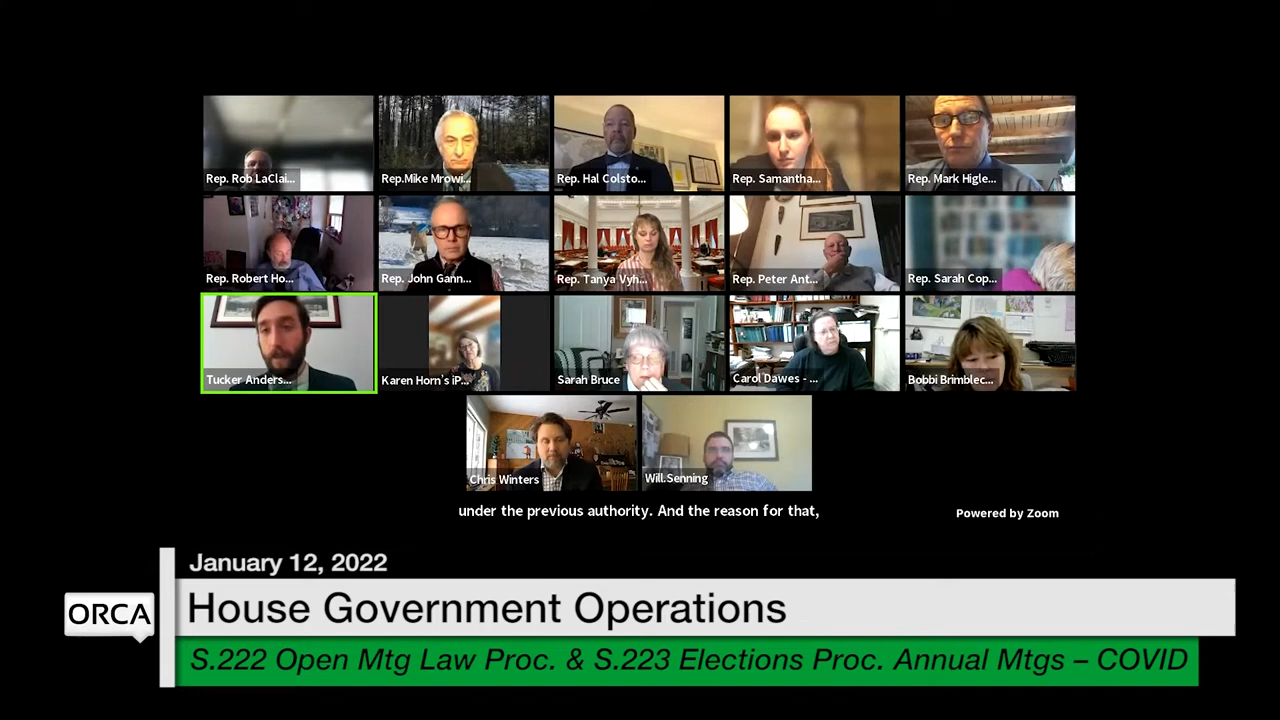 Rep. Rob LaClai...
Rep.Mike Mrowi...
Rep. Hal Colsto...
Rep. Samantha...
Rep. Mark Higle...
Rep. Robert Ho...
Rep. John Gann...
Rep. Tanya Vyh...
Rep. Peter Ant...
Rep. Sarah Cop...
Tucker Anders...
Karen Horn's iP...
Sarah Bruce
Carol Dawes - ...
Bobbi Brimblec...
Chris Winters
Will.Senning
under the previous authority. And the reason for that,
Powered by Zoom
January 12, 2022
ORCA
House Government Operations
S.222 Open Mtg Law Proc. & S.223 Elections Proc. Annual Mtgs – COVID